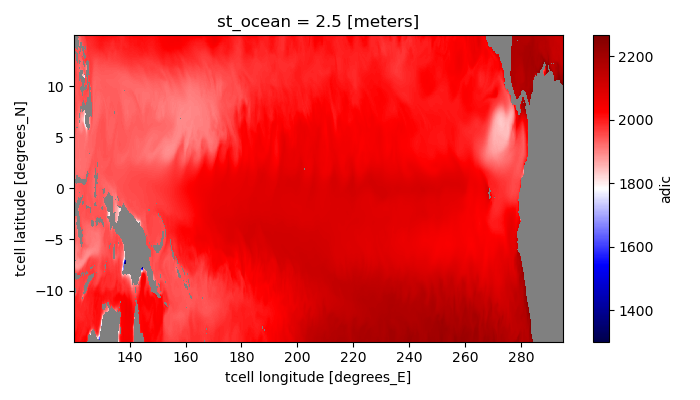 st_ocean = 2.5 [meters]
10
5
0
−5
−10
tcell latitude [degrees_N]
140 160 180 200 220 240 260 280
tcell longitude [degrees_E]
2200
2000
1800
1600
1400
adic